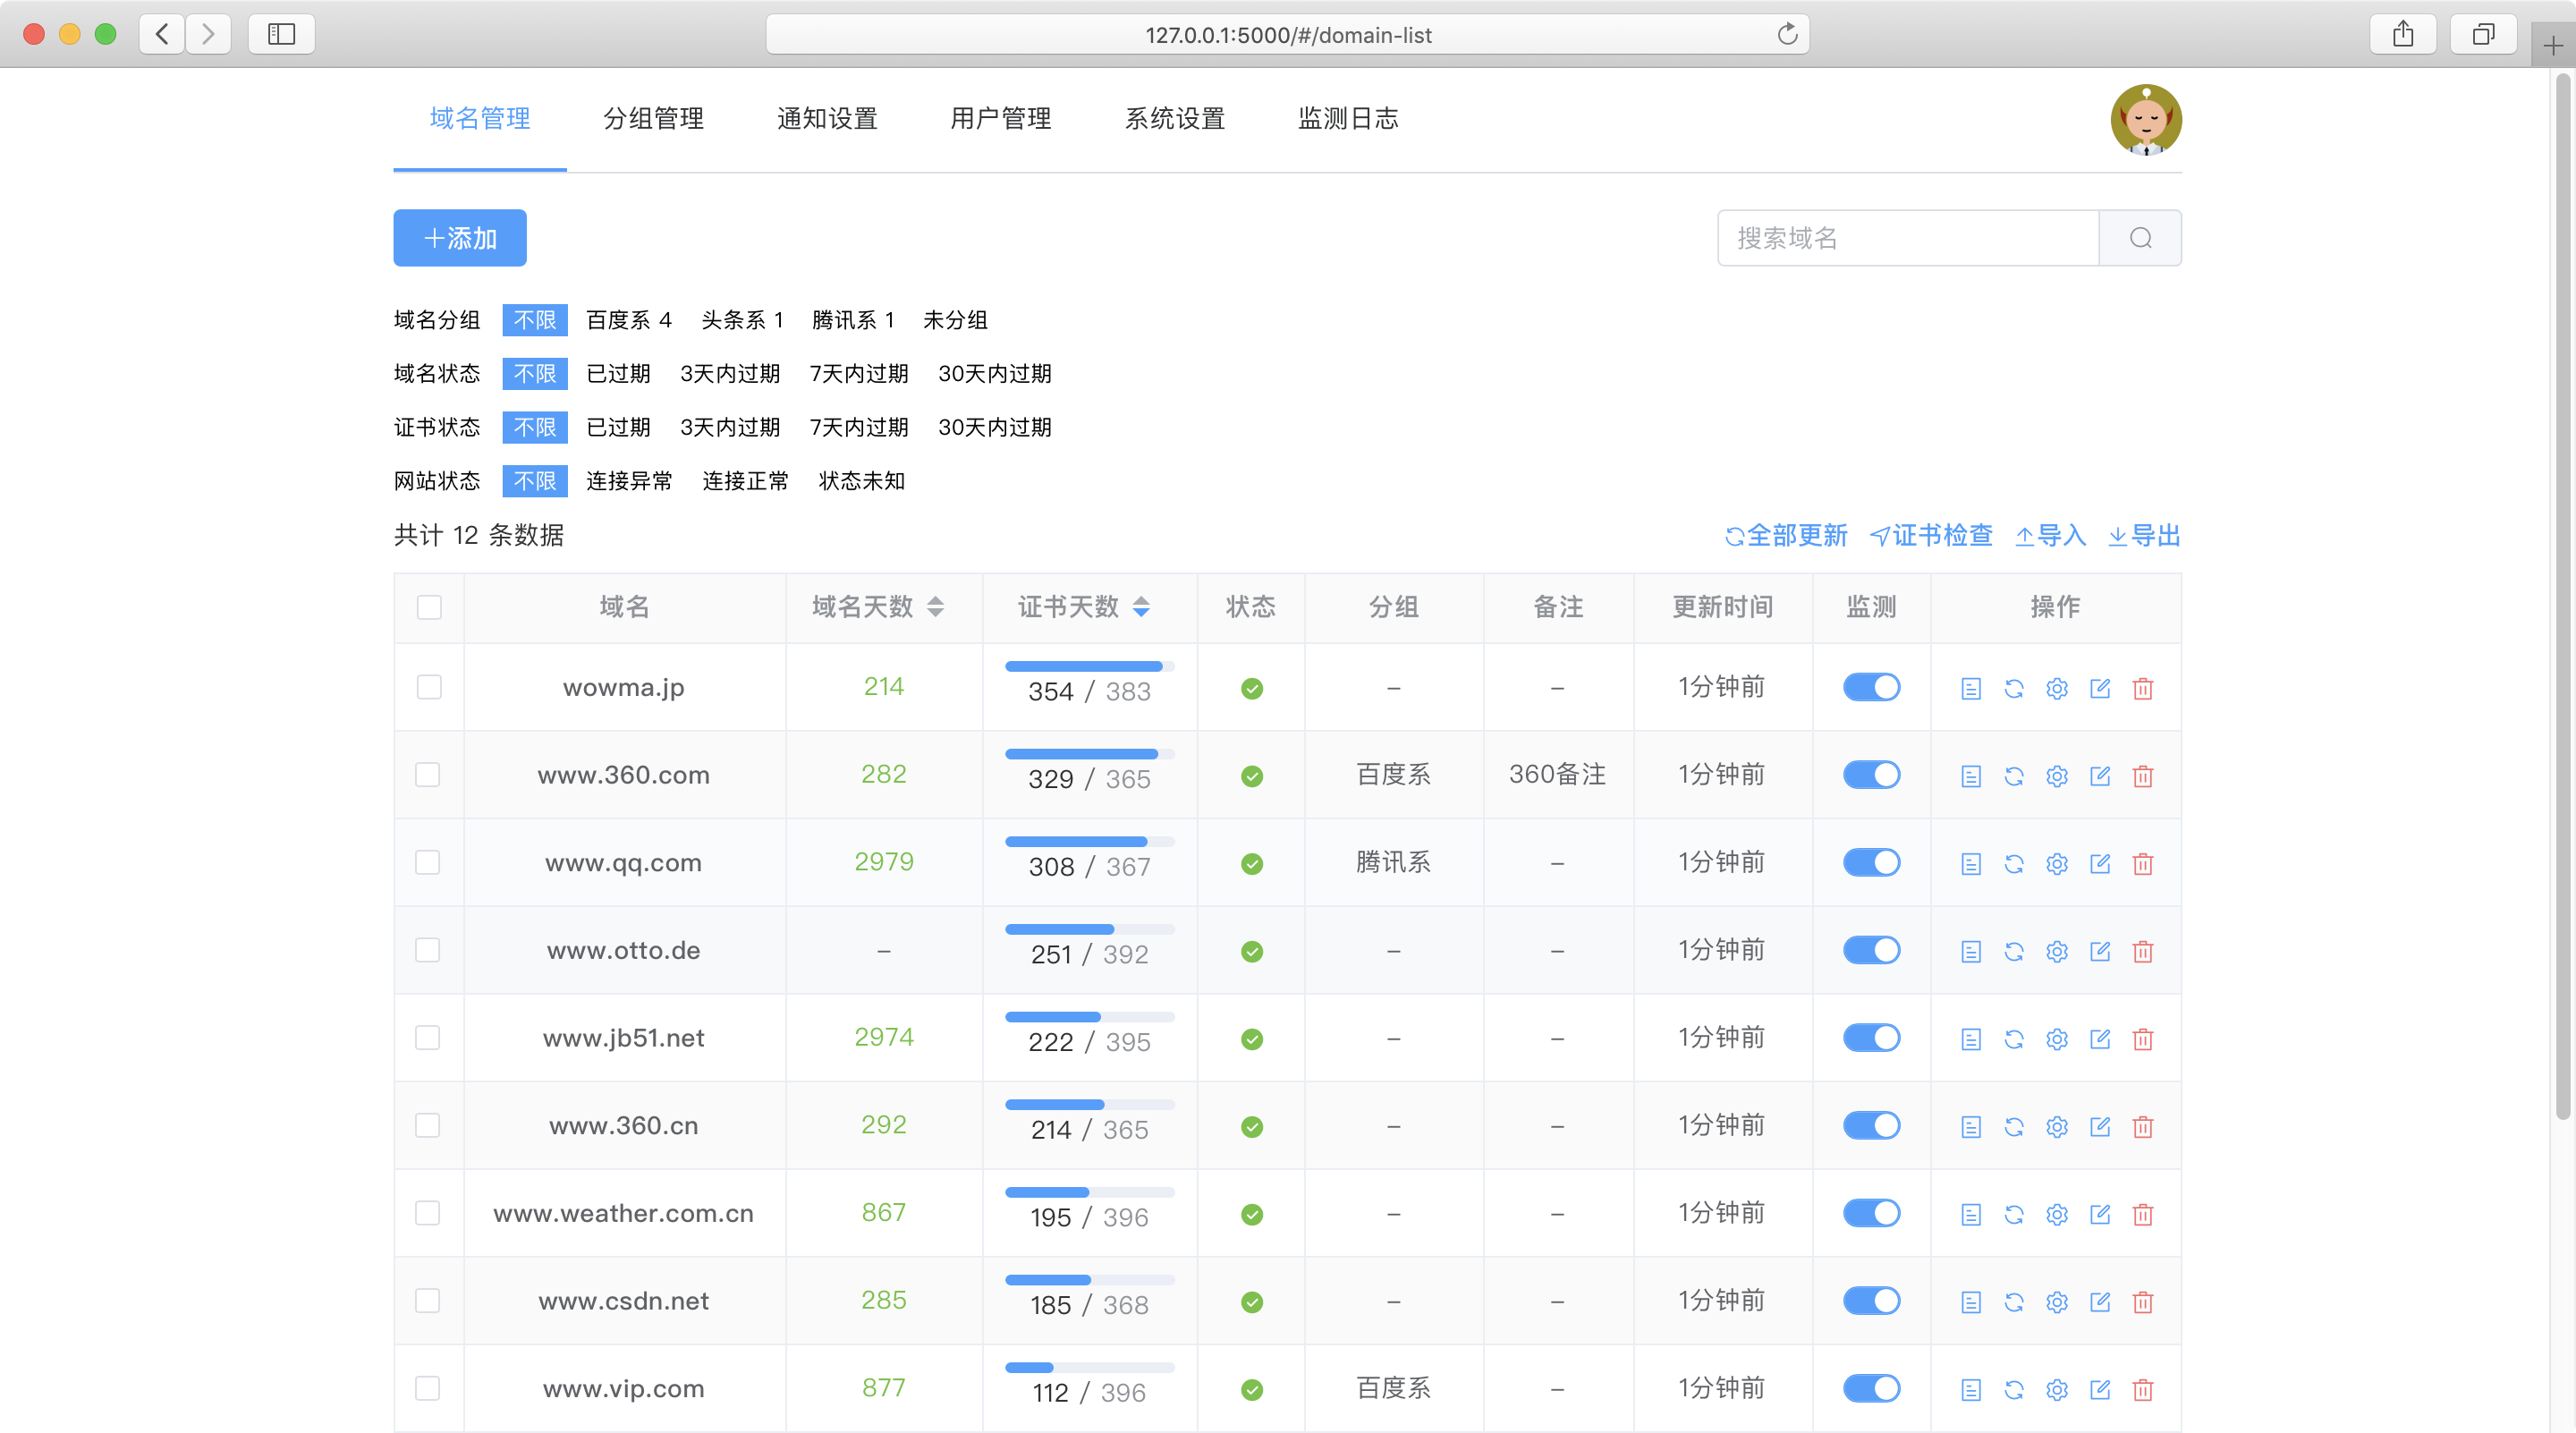 127.0.0.1:5000/#/domain-list
域名管理 分组管理 通知设置 用户管理 系统设置 监测日志
添加 搜索域名
域名分组 不限 百度系 4 头条系 1 腾讯系 1 未分组
域名状态 不限 已过期 3天内过期 7天内过期 30天内过期
证书状态 不限 已过期 3天内过期 7天内过期 30天内过期
网站状态 不限 连接异常 连接正常 状态未知
共计 12 条数据 全部更新 证书检查 导入 导出
域名 域名天数 证书天数 状态 分组 备注 更新时间 监测 操作
wowma.jp 214 354 / 383 – – 1分钟前
www.360.com 282 329 / 365 百度系 360备注 1分钟前
www.qq.com 2979 308 / 367 腾讯系 – 1分钟前
www.otto.de – 251 / 392 – – 1分钟前
www.jb51.net 2974 222 / 395 – – 1分钟前
www.360.cn 292 214 / 365 – – 1分钟前
www.weather.com.cn 867 195 / 396 – – 1分钟前
www.csdn.net 285 185 / 368 – – 1分钟前
www.vip.com 877 112 / 396 百度系 – 1分钟前